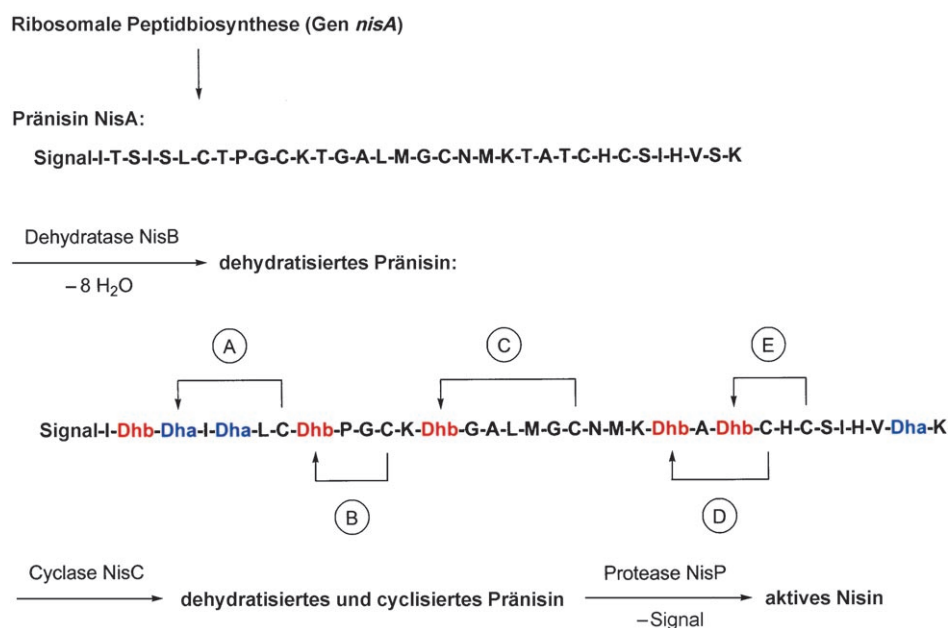 Ribosomale Peptidbiosynthese (Gen nisA)
Pränisin NisA:
Signal-I-T-S-I-S-L-C-T-P-G-C-K-T-G-A-L-M-G-C-N-M-K-T-A-T-C-H-C-S-I-H-V-S-K
Dehydratase NisB
– 8 H₂O
dehydratisiertes Pränisin:
A
C
E
Signal-I-Dhb-Dha-I-Dha-L-C-Dhb-P-G-C-K-Dhb-G-A-L-M-G-C-N-M-K-Dhb-A-Dhb-C-H-C-S-I-H-V-Dha-K
B
D
Cyclase NisC
dehydratisiertes und cyclisiertes Pränisin
Protease NisP
–Signal
aktives Nisin